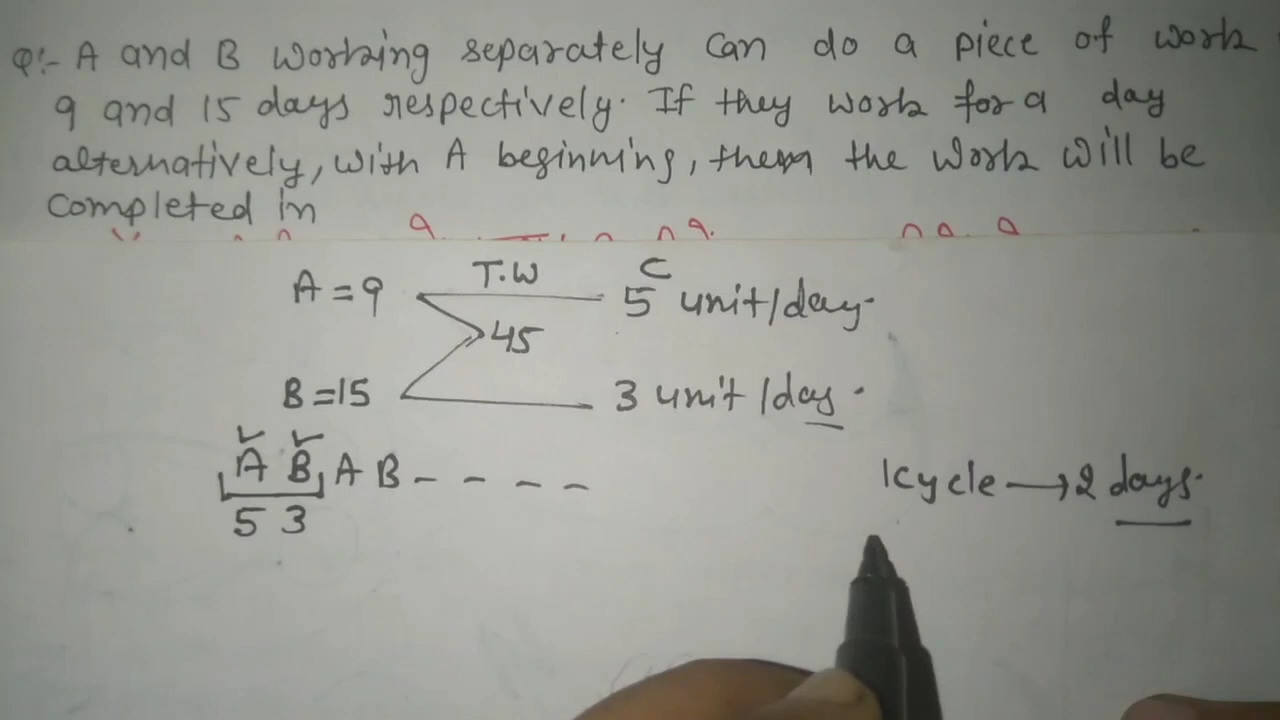 Q:- A and B working separately can do a piece of work
9 and 15 days respectively. If they work for a day
alternatively, with A beginning, them the work will be
completed in
T.W C
A = 9 5 unit/day.
45
B = 15 3 unit/day.
A B A B - - - -
1cycle → 2 days.
5 3